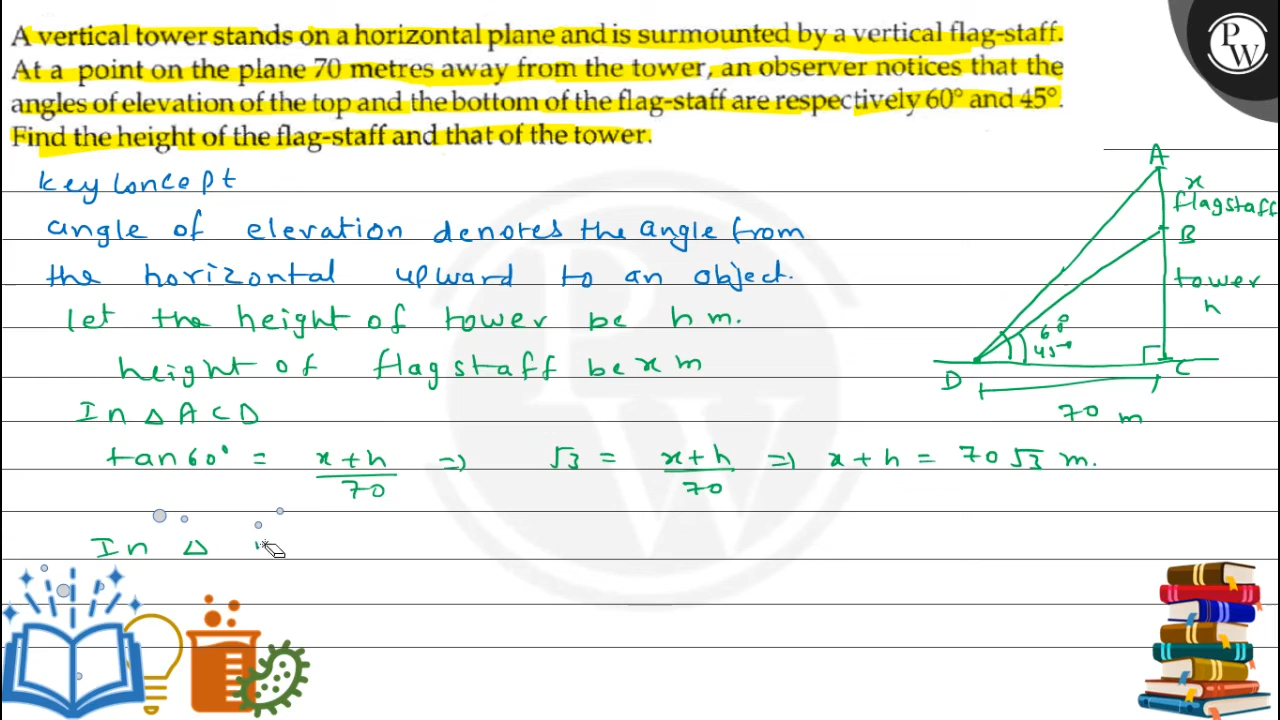 A vertical tower stands on a horizontal plane and is surmounted by a vertical flag-staff.
At a point on the plane 70 metres away from the tower, an observer notices that the
angles of elevation of the top and the bottom of the flag-staff are respectively 60° and 45°.
Find the height of the flag-staff and that of the tower.
PW
key Concept
angle of elevation denotes the angle from
the horizontal upward to an object.
let the height of tower be h m.
height of flagstaff be x m
In △ A C D
tan 60° = x+h/70 => √3 = x+h/70 => x+h = 70√3 m.
In △
A
x
flagstaff
B
tower
h
60°
45°
D
C
70 m
PW